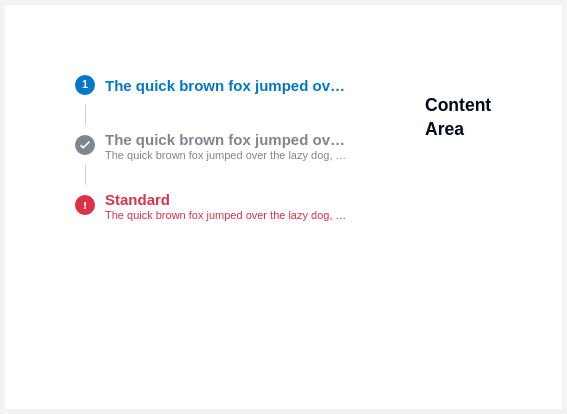 1 The quick brown fox jumped ov…
The quick brown fox jumped ov…
The quick brown fox jumped over the lazy dog, …
! Standard
The quick brown fox jumped over the lazy dog, …
Content
Area